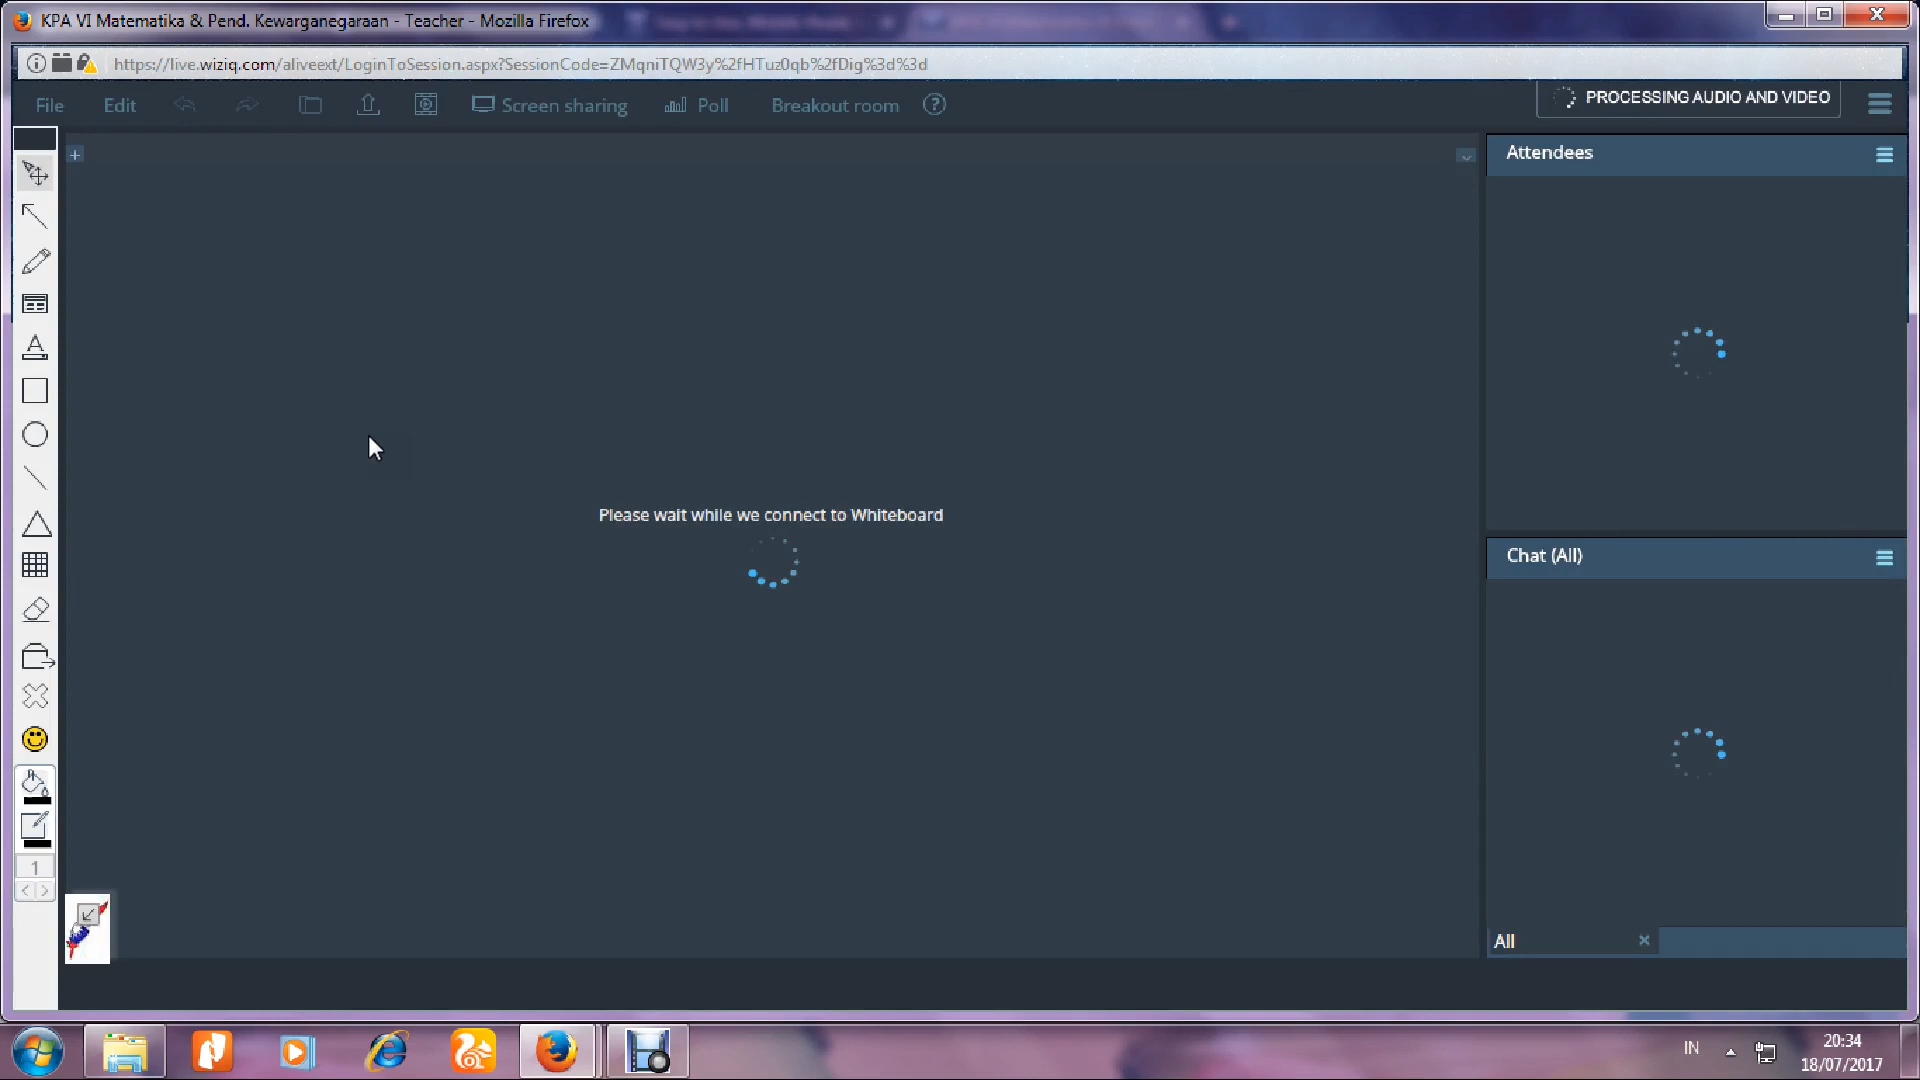 KPA VI Matematika & Pend. Kewarganegaraan - Teacher - Mozilla Firefox
https://live.wiziq.com/aliveext/LoginToSession.aspx?SessionCode=ZMqniTQW3y%2fHTuz0qb%2fDig%3d%3d
File Edit Screen sharing Poll Breakout room ? PROCESSING AUDIO AND VIDEO
Attendees
Please wait while we connect to Whiteboard
Chat (All)
1
All
IN
20:34
18/07/2017